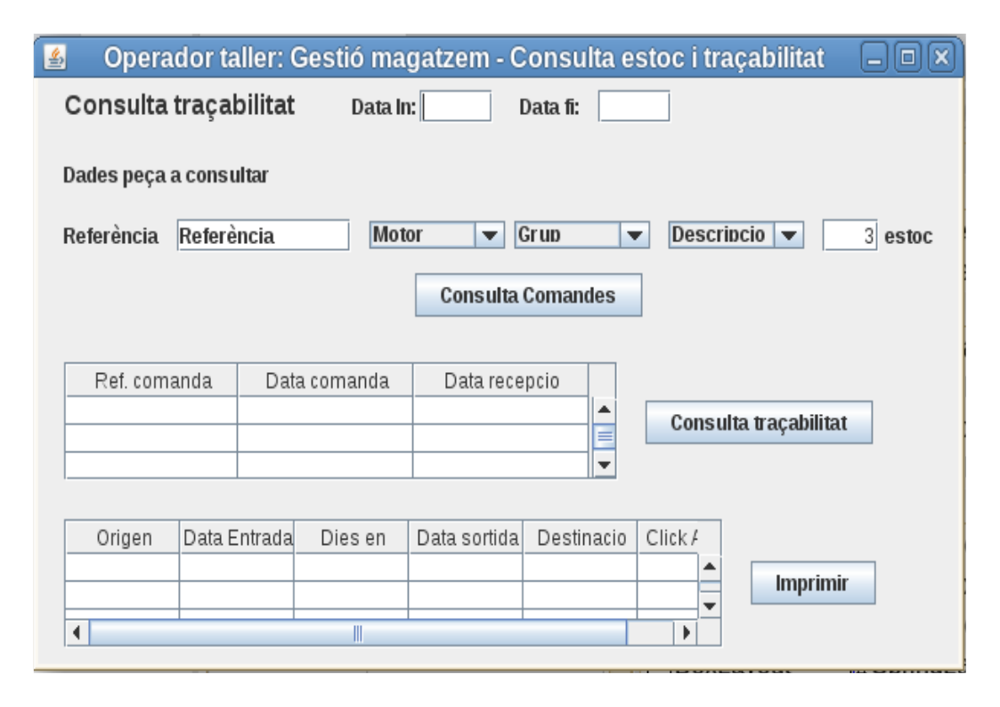 Operador taller: Gestió magatzem - Consulta estoc i traçabilitat
Consulta traçabilitat Data In: Data fi:
Dades peça a consultar
Referència Referència Motor Grup Descripcio 3 estoc
Consulta Comandes
Ref. comanda Data comanda Data recepcio
Consulta traçabilitat
Origen Data Entrada Dies en Data sortida Destinacio Click
Imprimir